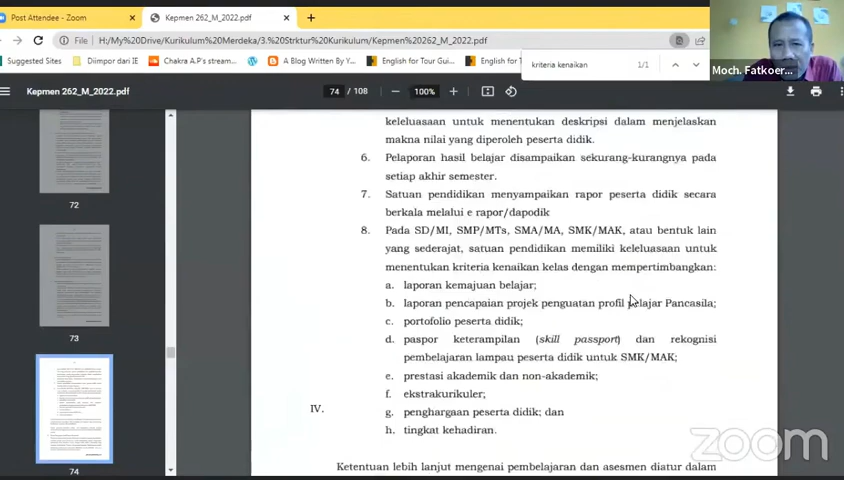 Post Attendee - Zoom
Kepmen 262_M_2022.pdf
File
H:/My%20Drive/Kurikulum%20Merdeka/3.%20Strktur%20Kurikulum/Kepmen%20262_M_2022.pdf
Suggested Sites
Diimpor dari IE
Chakra A.P's stream...
A Blog Written By Y...
English for Tour Gui...
English for
kriteria kenaikan
1/1
Moch. Fatkoer...
Kepmen 262_M_2022.pdf
74 / 108
100%
72
73
74
keleluasaan untuk menentukan deskripsi dalam menjelaskan
makna nilai yang diperoleh peserta didik.
6. Pelaporan hasil belajar disampaikan sekurang-kurangnya pada
setiap akhir semester.
7. Satuan pendidikan menyampaikan rapor peserta didik secara
berkala melalui e rapor/dapodik
8. Pada SD/MI, SMP/MTs, SMA/MA, SMK/MAK, atau bentuk lain
yang sederajat, satuan pendidikan memiliki keleluasaan untuk
menentukan kriteria kenaikan kelas dengan mempertimbangkan:
a. laporan kemajuan belajar;
b. laporan pencapaian projek penguatan profil pelajar Pancasila;
c. portofolio peserta didik;
d. paspor keterampilan (skill passport) dan rekognisi
pembelajaran lampau peserta didik untuk SMK/MAK;
e. prestasi akademik dan non-akademik;
f. ekstrakurikuler;
g. penghargaan peserta didik; dan
h. tingkat kehadiran.
IV.
Ketentuan lebih lanjut mengenai pembelajaran dan asesmen diatur dalam
zoom